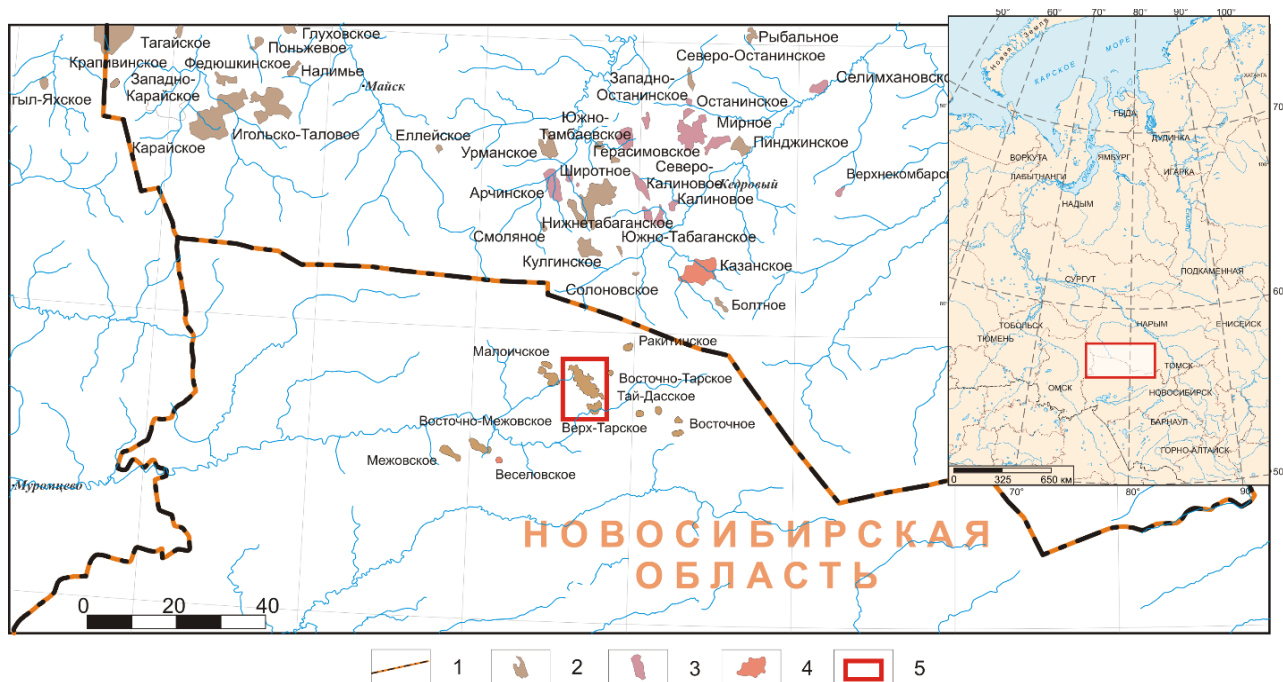 Глуховское
Тагайское
Поньжевое
Крапивинское
Федюшкинское
Налимье
Западно-
Карайское
гыл-Яхское
Майск
Игольско-Таловое
Карайское
Еллейское
Рыбальное
Северо-Останинское
Западно-
Останинское
Селимхановско
Останинское
Южно-
Тамбаевское
Мирное
Урманское
Герасимовское
Пинджинское
Широтное
Северо-
Калиновое
Кедровый
Верхнекомбарс
Арчинское
Калиновое
Нижнетабаганское
Смоляное
Южно-Табаганское
Кулгинское
Казанское
Солоновское
Болтное
Ракитинское
Малоичское
Восточно-Тарское
Тай-Дасское
Восточно-Межовское
Верх-Тарское
Восточное
Межовское
Веселовское
Муромцево
НОВОСИБИРСКАЯ
ОБЛАСТЬ
0 20 40
50° 60° 70° 80° 90° 100°
Новая Земля
КАРСКОЕ МОРЕ
ГЫДА
ДУДИНКА
70
ВОРКУТА
ЯМБУРГ
ЛАБЫТНАНГИ
ИГАРКА
НАДЫМ
СУРГУТ
ПОДКАМЕННАЯ
60
ТОБОЛЬСК
НАРЫМ
ЕНИСЕЙСК
ТЮМЕНЬ
ТОМСК
ОМСК
НОВОСИБИРСК
БАРНАУЛ
ГОРНО-АЛТАЙСК
0 325 650 км
50
70° 80° 90°
1 2 3 4 5